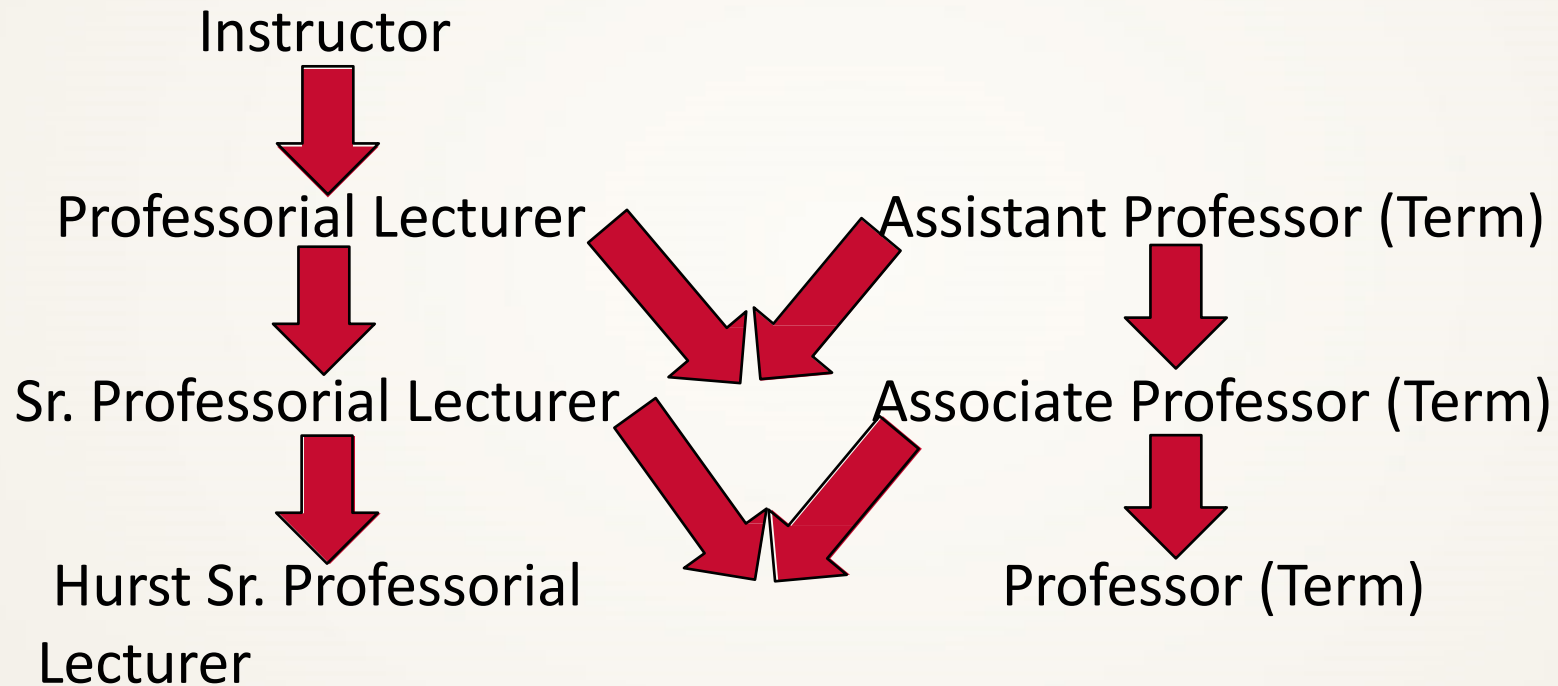 Instructor
Professorial Lecturer
Assistant Professor (Term)
Sr. Professorial Lecturer
Associate Professor (Term)
Hurst Sr. Professorial
Lecturer
Professor (Term)